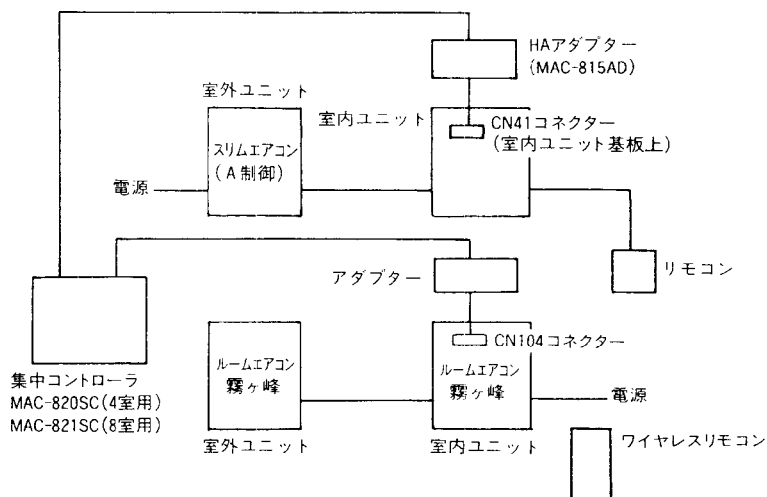 HAアダプター
(MAC-815AD)
室外ユニット
室内ユニット
CN41コネクター
(室内ユニット基板上)
スリムエアコン
(A制御)
電源
リモコン
アダプター
CN104コネクター
ルームエアコン
霧ヶ峰
ルームエアコン
霧ヶ峰
電源
集中コントローラ
MAC-820SC(4室用)
MAC-821SC(8室用)
室外ユニット
室内ユニット
ワイヤレスリモコン